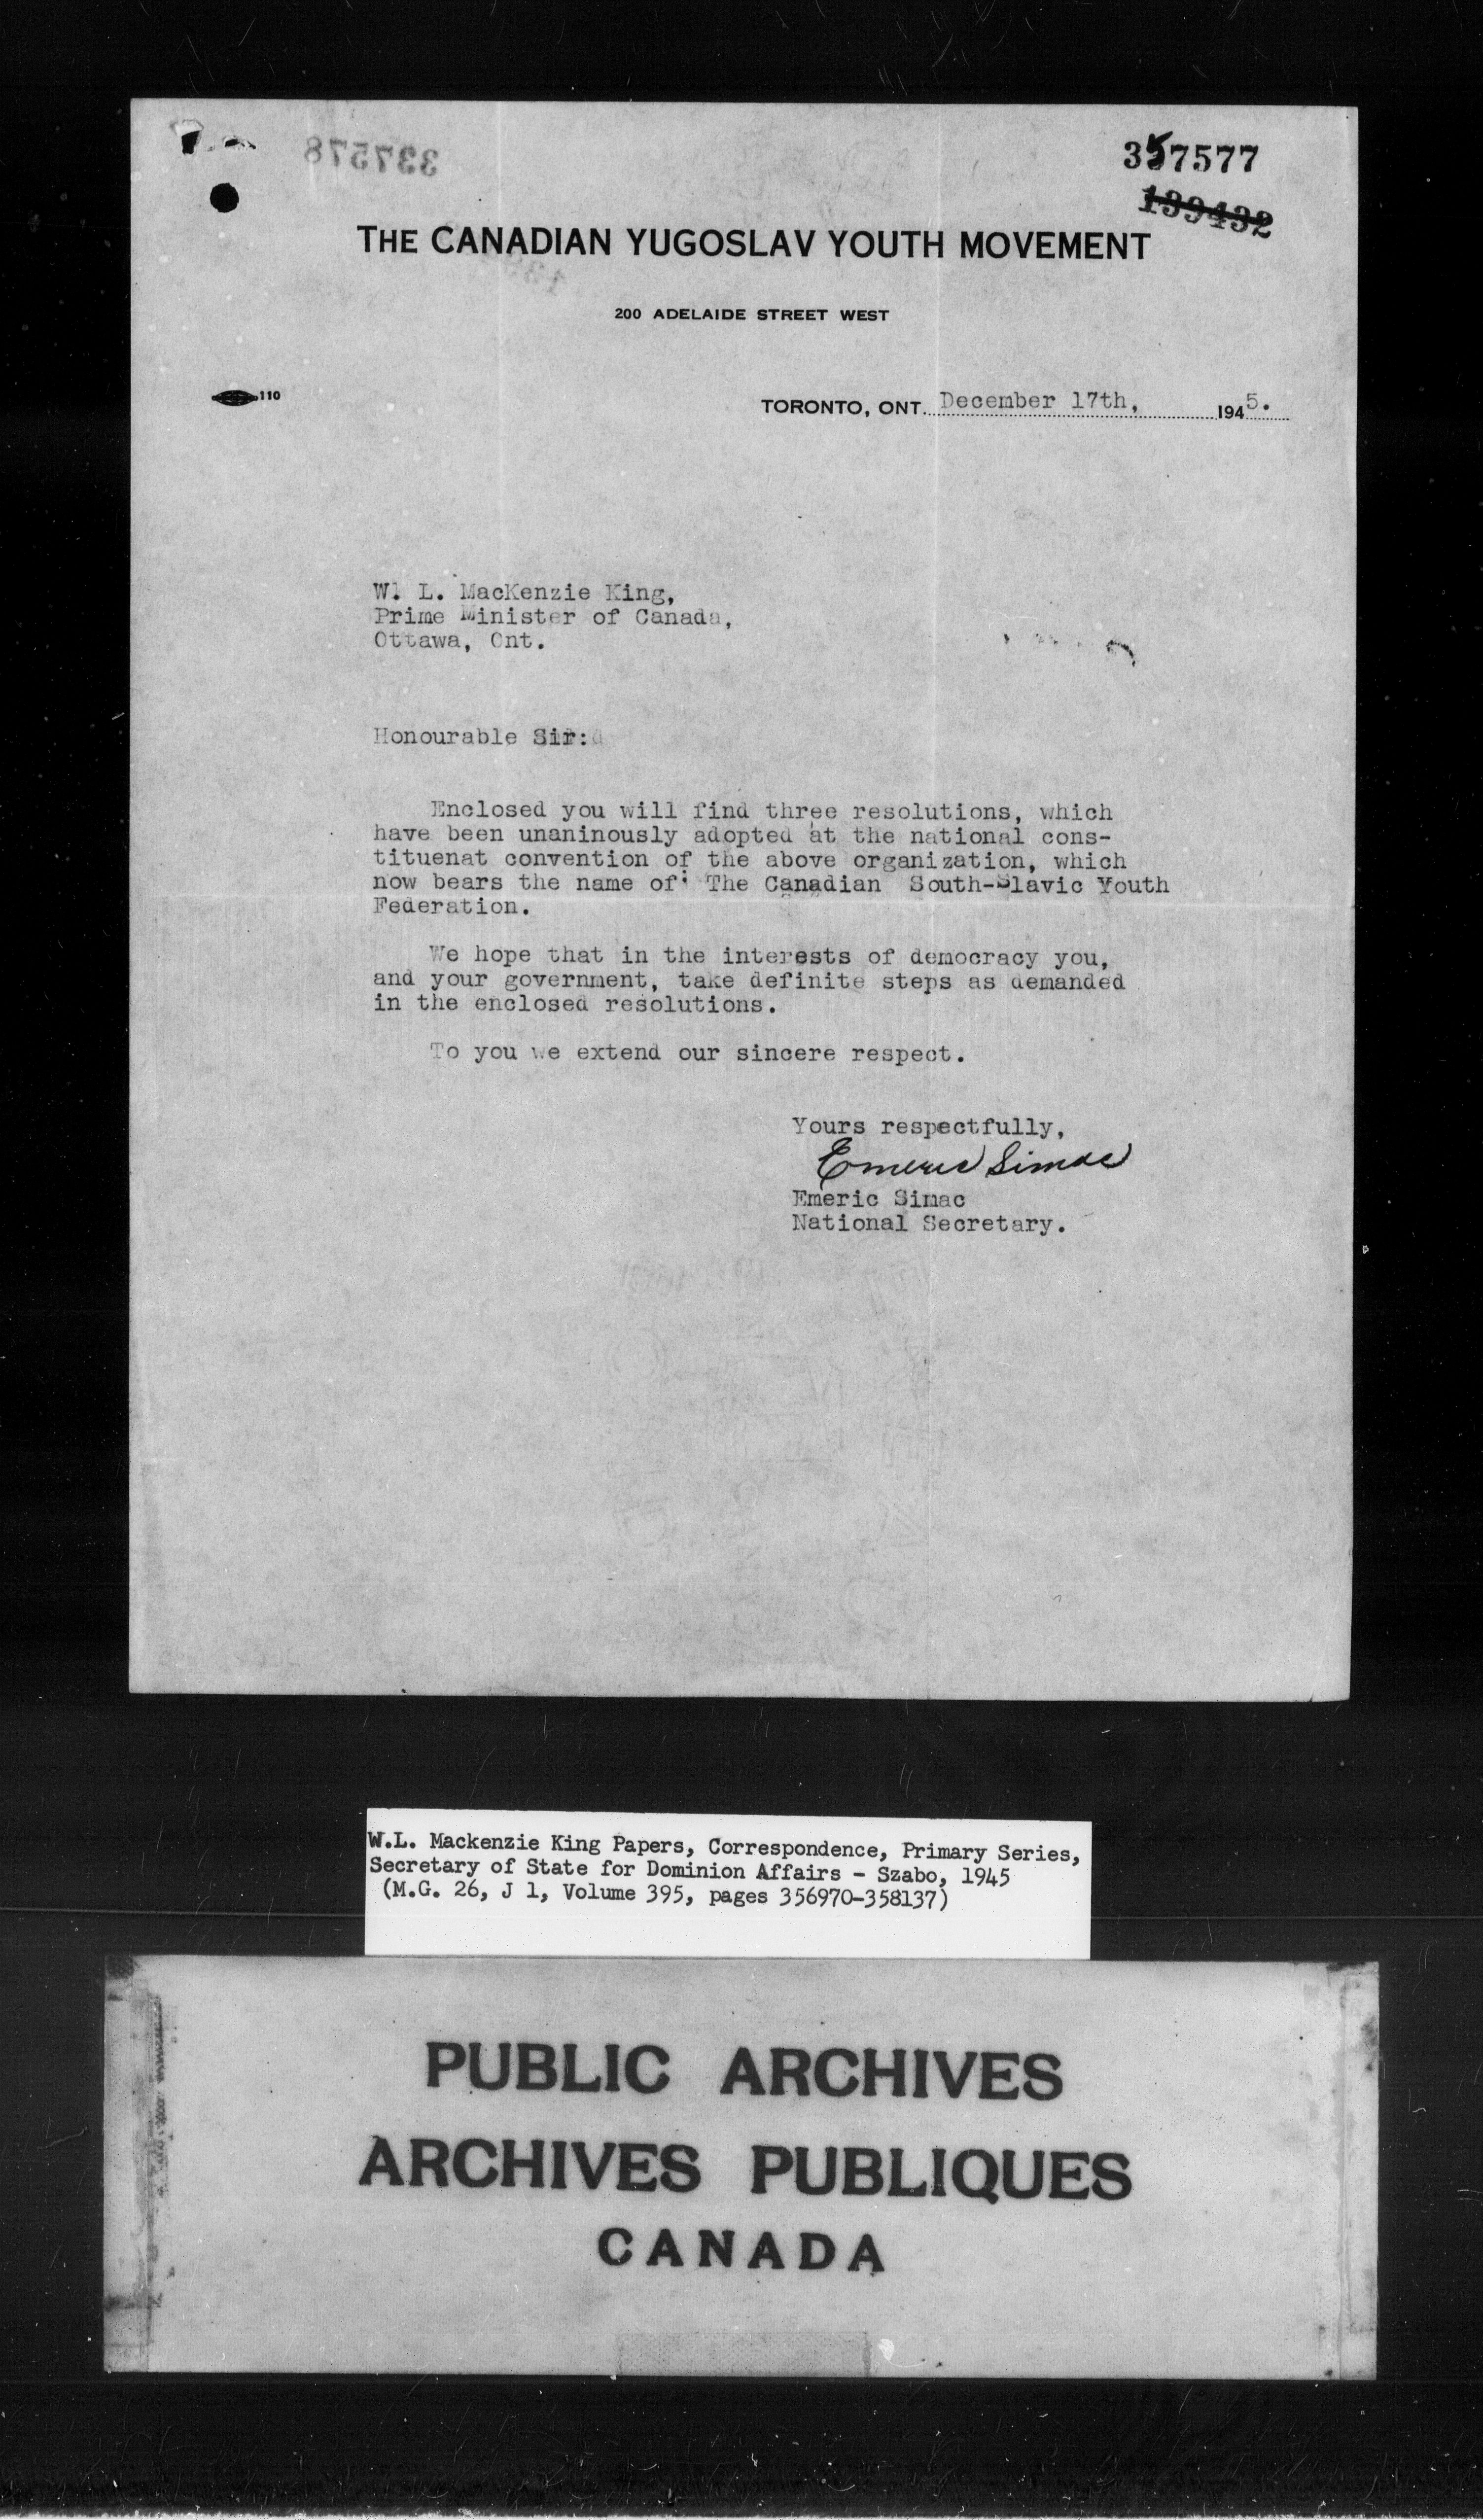 337578
357577
139432
THE CANADIAN YUGOSLAV YOUTH MOVEMENT
200 ADELAIDE STREET WEST
110
TORONTO, ONT. December 17th, 1945.
W. L. MacKenzie King,
Prime Minister of Canada,
Ottawa, Ont.
Honourable Sir:
Enclosed you will find three resolutions, which
have been unaninously adopted at the national cons-
tituenat convention of the above organization, which
now bears the name of: The Canadian South-Slavic Youth
Federation.
We hope that in the interests of democracy you,
and your government, take definite steps as demanded
in the enclosed resolutions.
To you we extend our sincere respect.
Yours respectfully,
Emeric Simac
Emeric Simac
National Secretary.
W.L. Mackenzie King Papers, Correspondence, Primary Series,
Secretary of State for Dominion Affairs - Szabo, 1945
(M.G. 26, J 1, Volume 395, pages 356970-358137)
PUBLIC ARCHIVES
ARCHIVES PUBLIQUES
CANADA